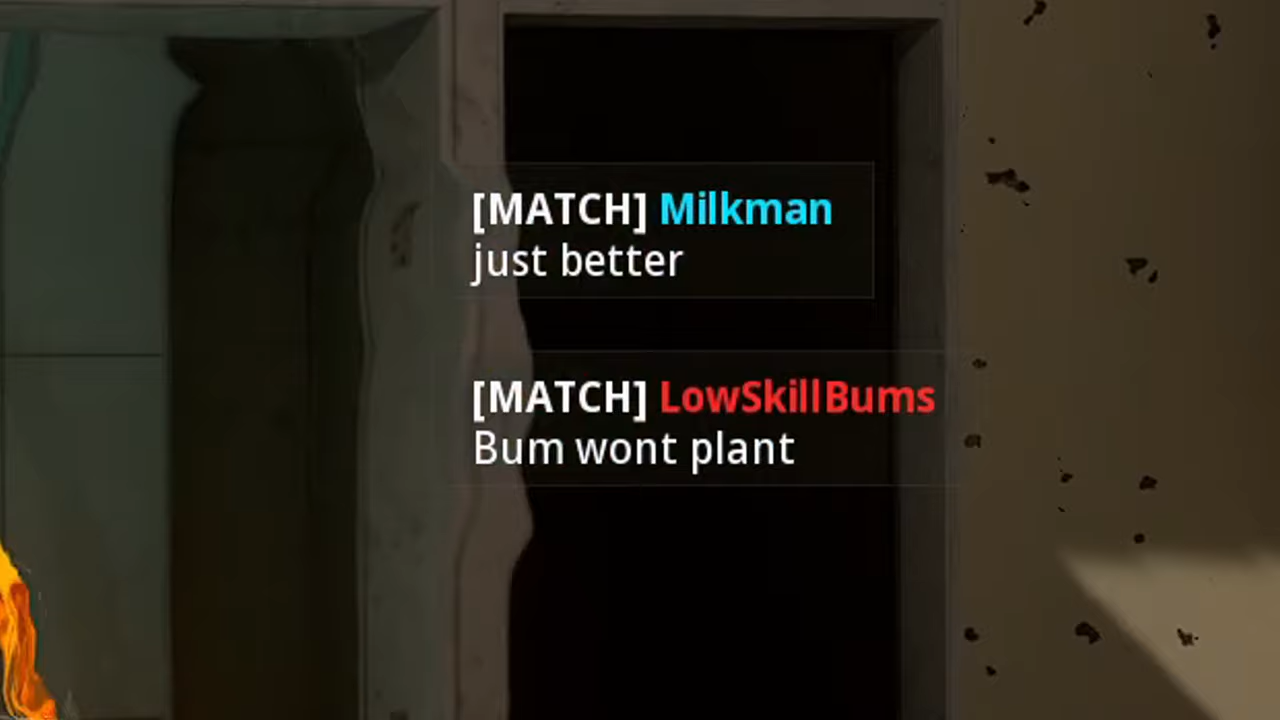 [MATCH] Milkman
just better
[MATCH] LowSkillBums
Bum wont plant